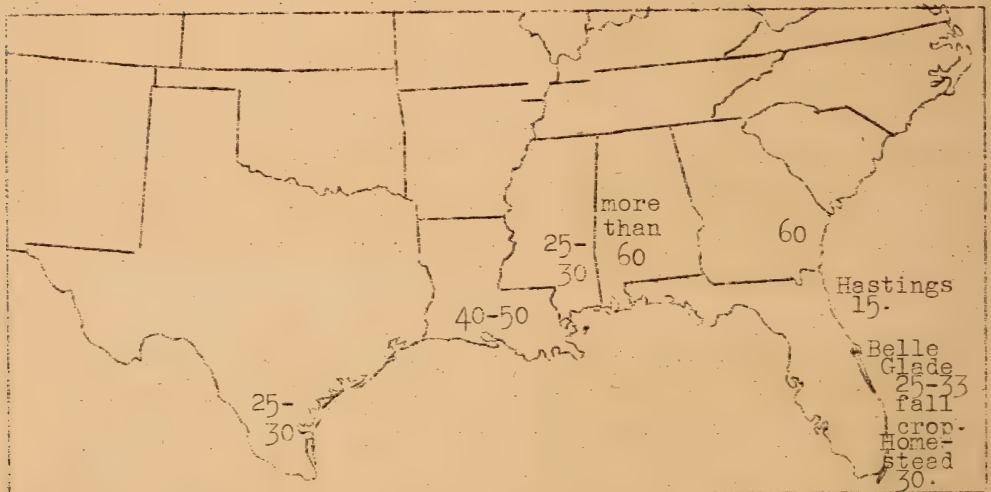 more
than
60
25-
30
60
40-50
25-
30
Hastings
15.
Belle
Glade
25-33
fall
crop.
Home-
stead
30.